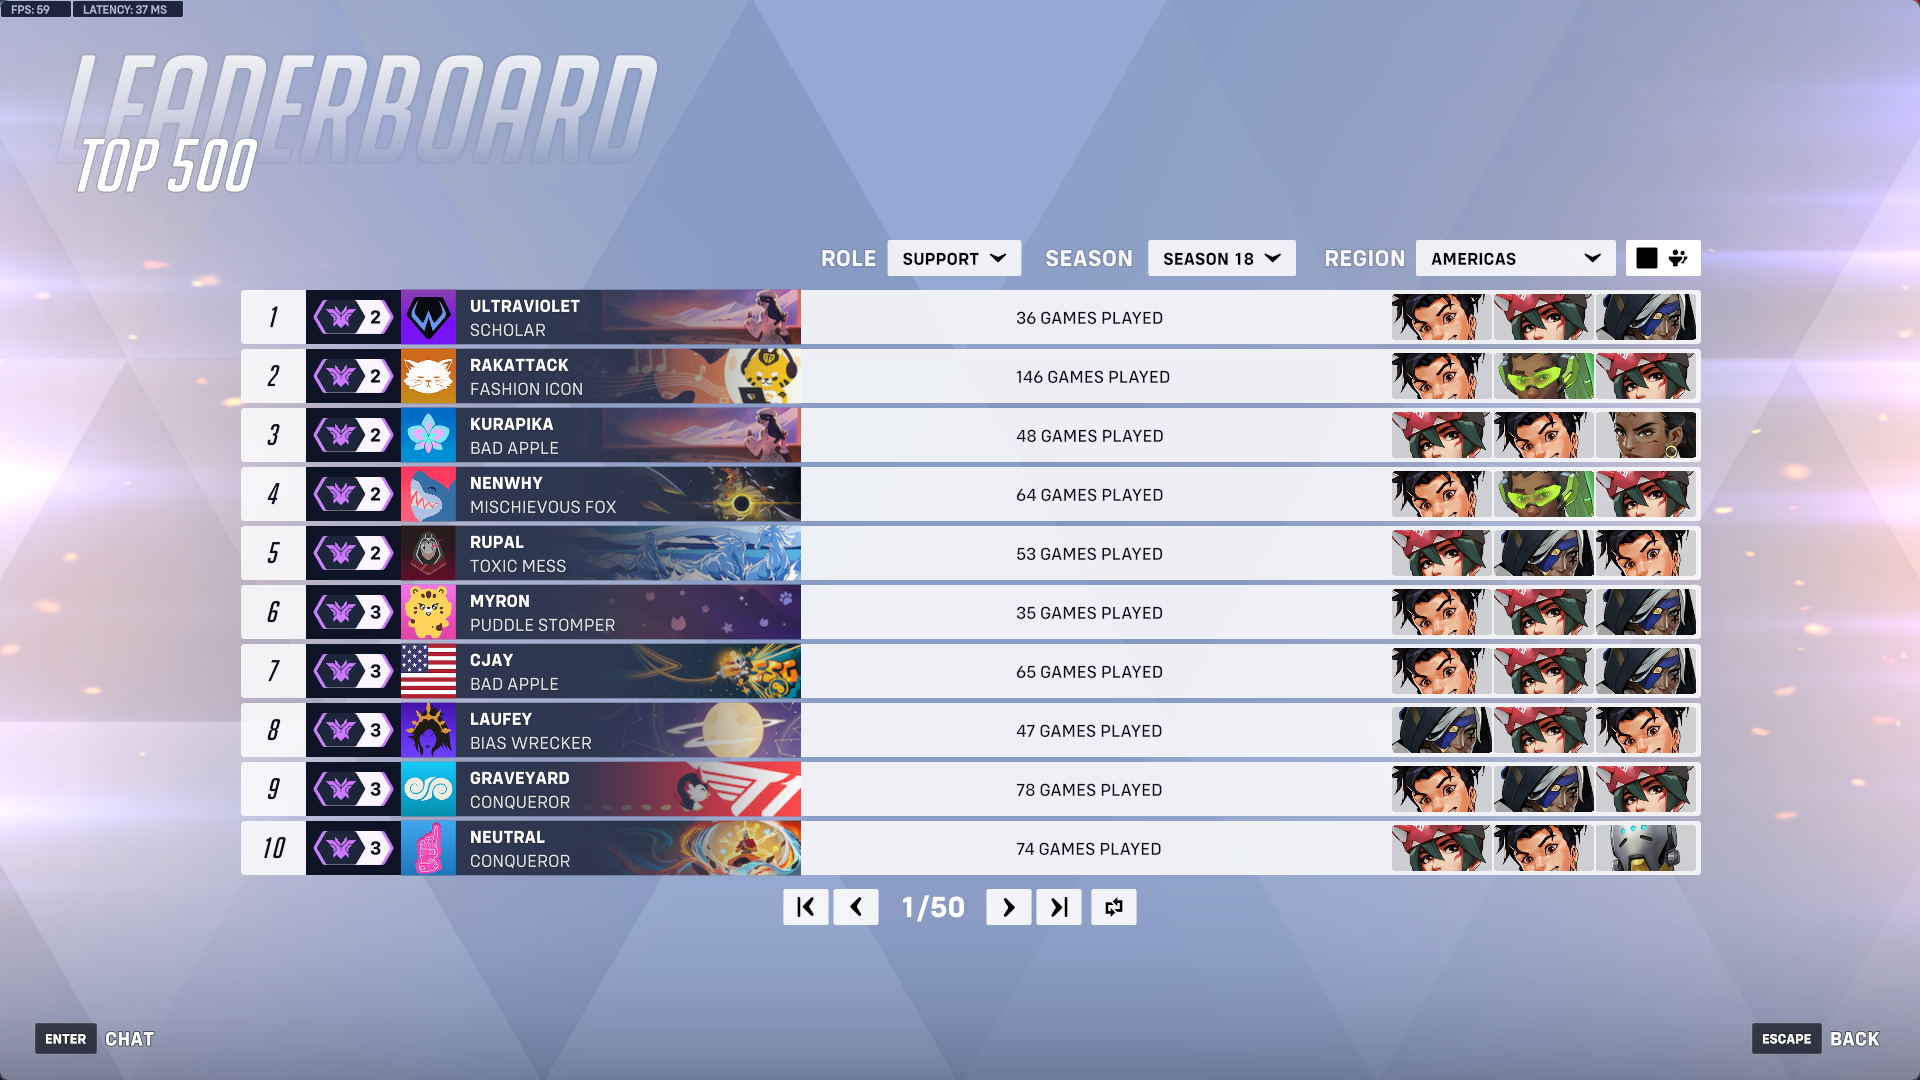 FPS: 59 LATENCY: 37 MS
LEADERBOARD
TOP 500
ROLE SUPPORT SEASON SEASON 18 REGION AMERICAS
1 2 ULTRAVIOLET 36 GAMES PLAYED
SCHOLAR
2 2 RAKATTACK 146 GAMES PLAYED
FASHION ICON
3 2 KURAPIKA 48 GAMES PLAYED
BAD APPLE
4 2 NENWHY 64 GAMES PLAYED
MISCHIEVOUS FOX
5 2 RUPAL 53 GAMES PLAYED
TOXIC MESS
6 3 MYRON 35 GAMES PLAYED
PUDDLE STOMPER
7 3 CJAY 65 GAMES PLAYED
BAD APPLE
8 3 LAUFEY 47 GAMES PLAYED
BIAS WRECKER
9 3 GRAVEYARD T1 78 GAMES PLAYED
CONQUEROR
10 3 NEUTRAL 74 GAMES PLAYED
CONQUEROR
1/50
ENTER CHAT ESCAPE BACK